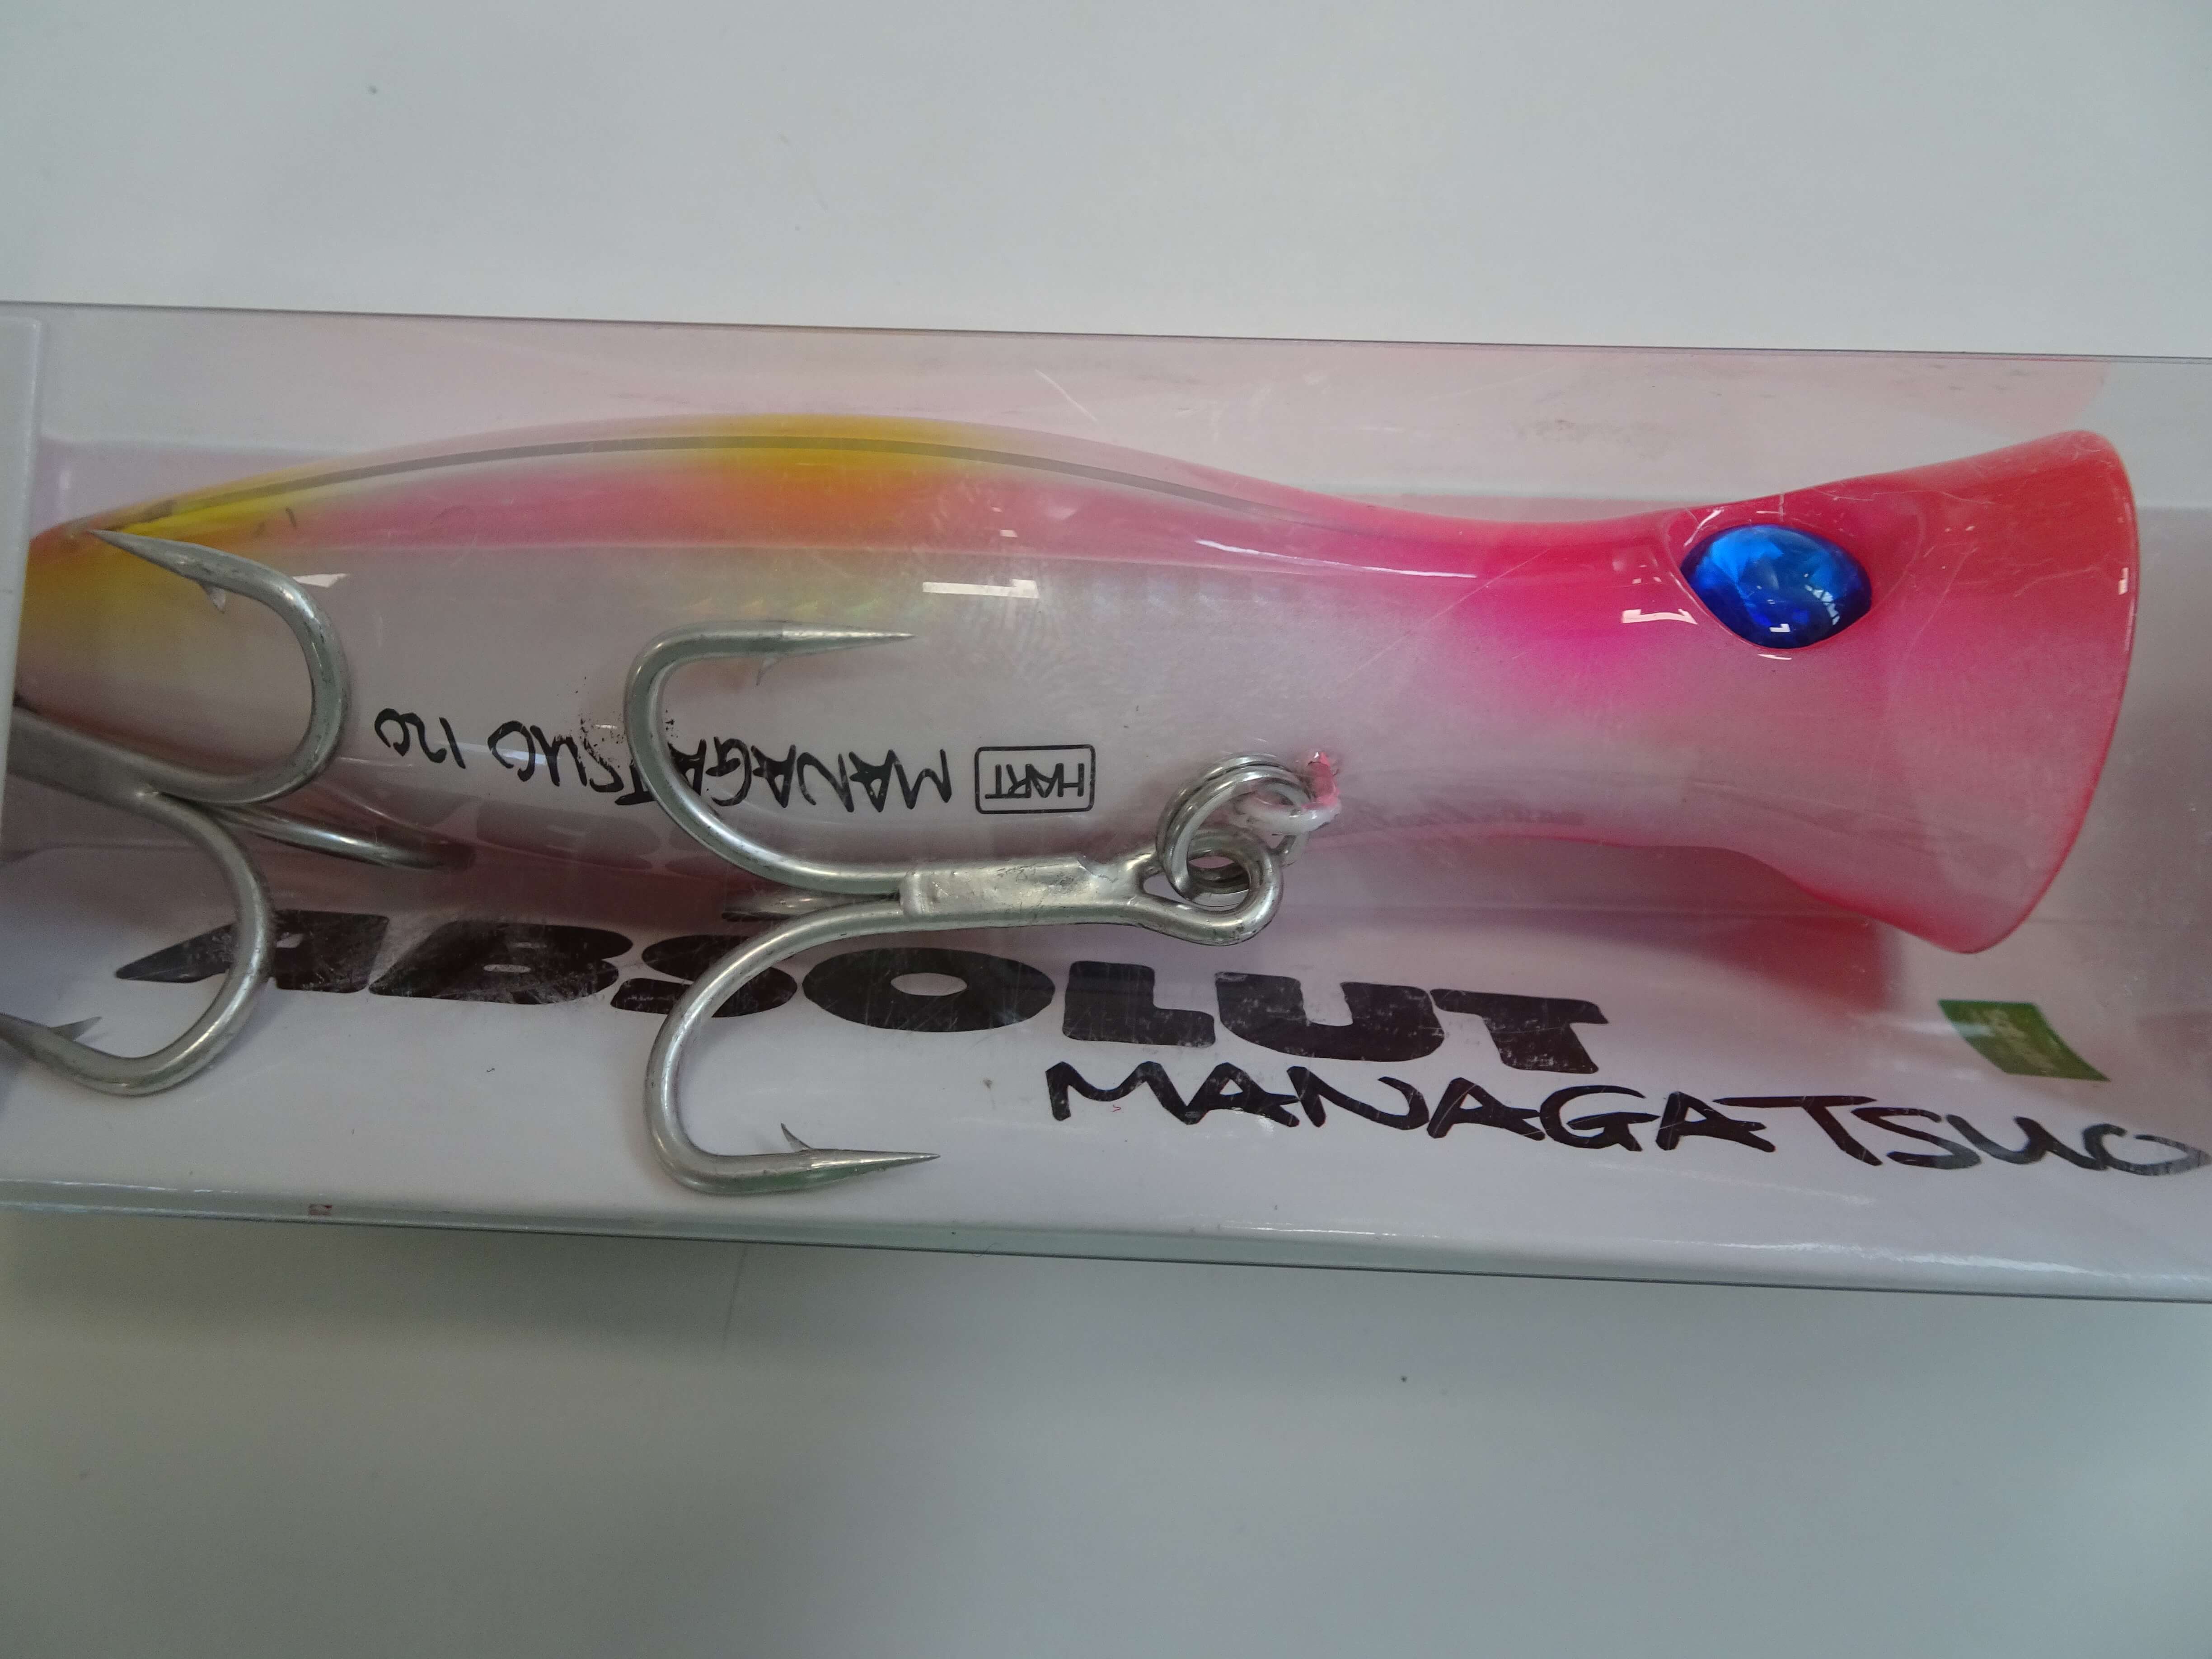 HART MANAGATSUO 120
ABSOLUT
MANAGATSUO